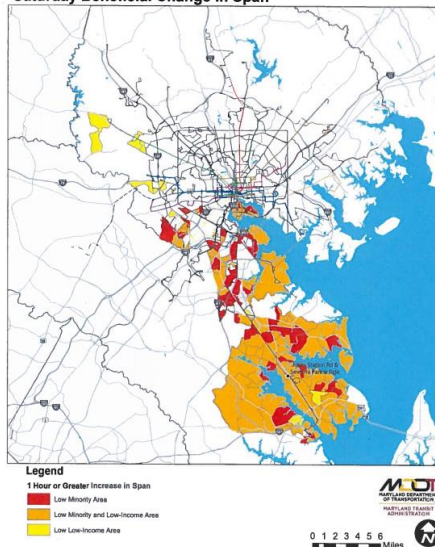 Saturday Beneficial Change in Span
Legend
1 Hour or Greater Increase in Span
Low Minority Area
Low Minority and Low-Income Area
Low Low-Income Area
MDOT
MARYLAND DEPARTMENT
OF TRANSPORTATION
MARYLAND TRANSIT
ADMINISTRATION
0 1 2 3 4 5 6
Miles
N